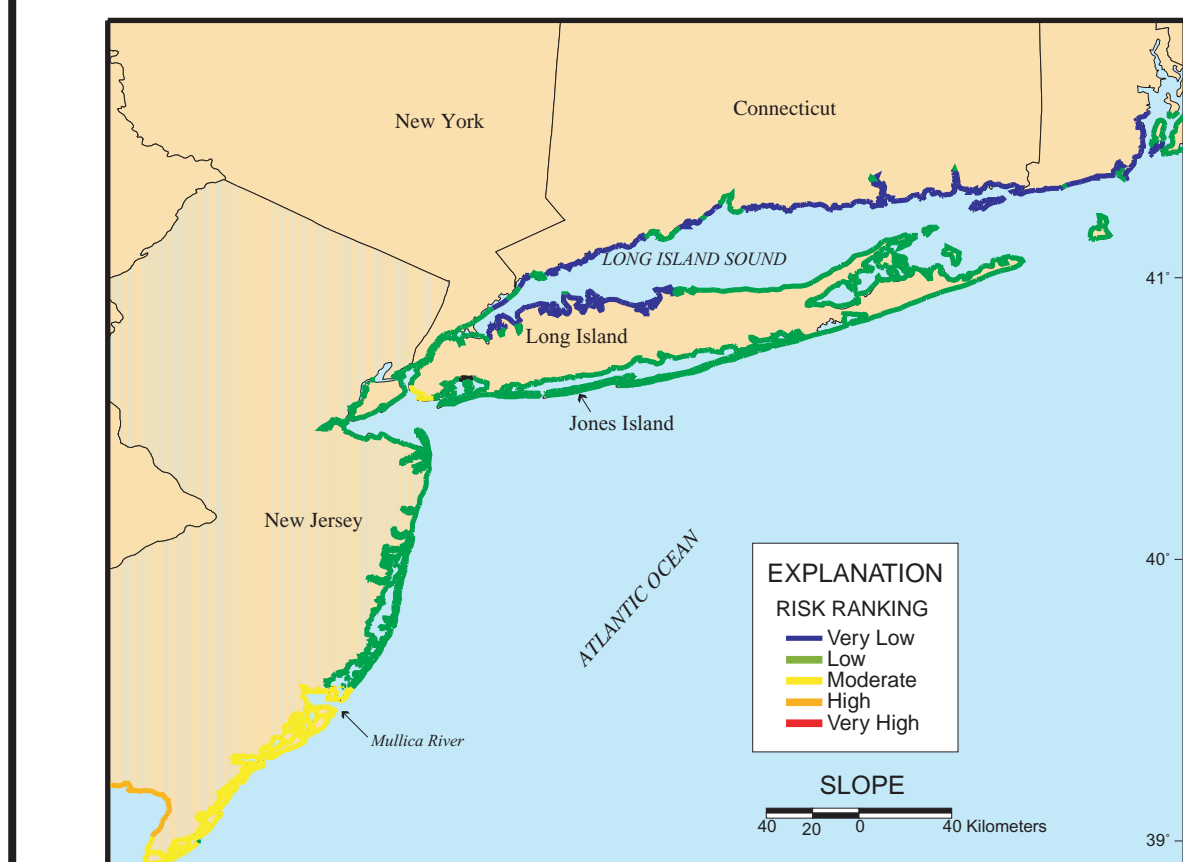 Connecticut
New York
LONG ISLAND SOUND
41°
Long Island
Jones Island
New Jersey
ATLANTIC OCEAN
40°
EXPLANATION
RISK RANKING
Very Low
Low
Moderate
High
Very High
Mullica River
SLOPE
40 20 0 40 Kilometers
39°